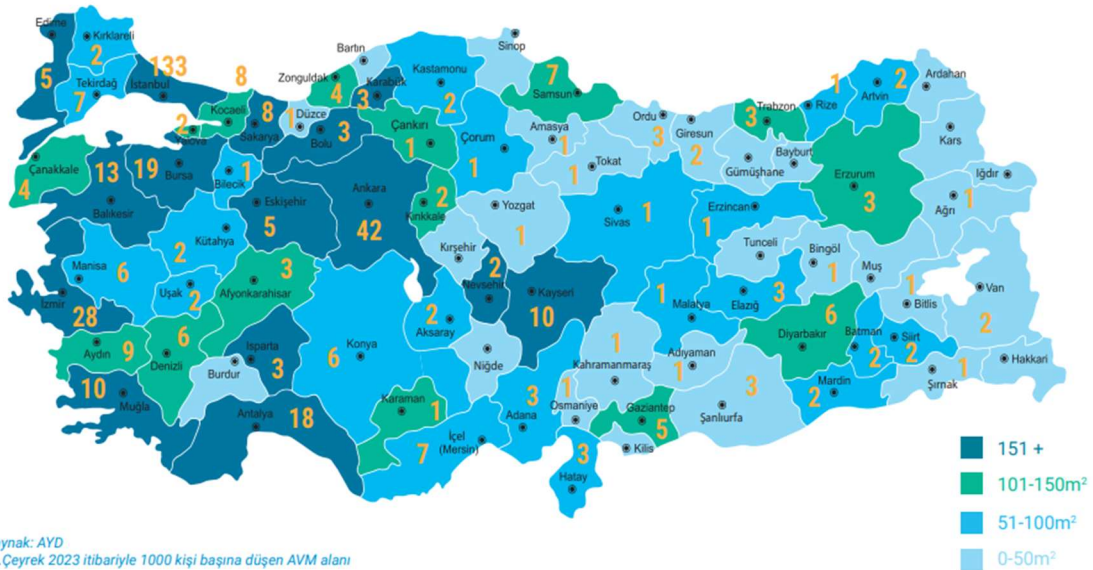 Edirne
Kırklareli
2
5
Tekirdağ
7
133
İstanbul
8
Kocaeli
2
8
Sakarya
1
Düzce
Zonguldak
4
Bartın
Karabük
3
Bolu
3
Kastamonu
2
Sinop
7
Samsun
Çankırı
1
Çorum
1
Amasya
1
Tokat
1
Ordu
3
Giresun
2
Trabzon
3
Gümüşhane
Bayburt
1
Rize
2
Artvin
Ardahan
Kars
Iğdır
Ağrı
1
Erzurum
3
Çanakkale
4
13
Balıkesir
19
Bursa
Bilecik
1
Eskişehir
5
Ankara
42
2
Kırıkkale
Yozgat
1
Kırşehir
Sivas
1
Erzincan
1
Tunceli
Bingöl
1
Muş
Bitlis
1
Van
2
Hakkari
Kütahya
2
Manisa
6
Uşak
2
Afyonkarahisar
3
İzmir
28
Aydın
9
Denizli
6
10
Muğla
Burdur
Isparta
3
Antalya
18
Konya
6
Aksaray
2
Nevşehir
2
Kayseri
10
Niğde
Karaman
1
İçel
(Mersin)
7
Adana
3
Osmaniye
1
Hatay
3
Kahramanmaraş
1
Gaziantep
5
Kilis
Adıyaman
1
Malatya
1
Elazığ
3
Şanlıurfa
3
Diyarbakır
6
Batman
2
Siirt
2
Mardin
2
Şırnak
1
151 +
101-150m²
51-100m²
0-50m²
ynak: AYD
.Çeyrek 2023 itibariyle 1000 kişi başına düşen AVM alanı